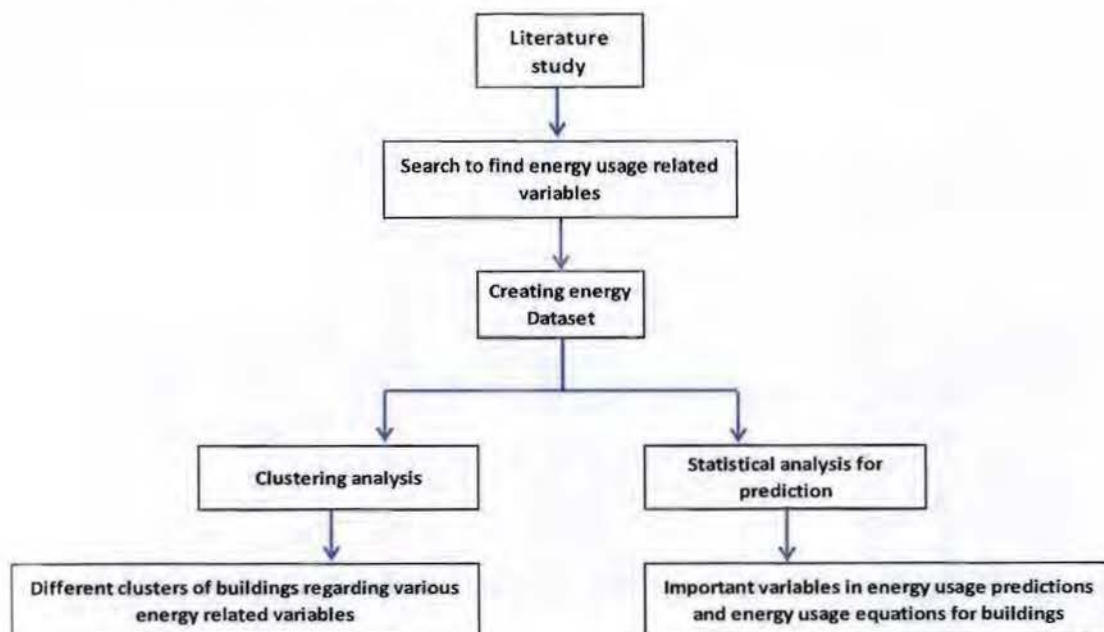 Literature
study
Search to find energy usage related
variables
Creating energy
Dataset
Clustering analysis
Statistical analysis for
prediction
Different clusters of buildings regarding various
energy related variables
Important variables in energy usage predictions
and energy usage equations for buildings